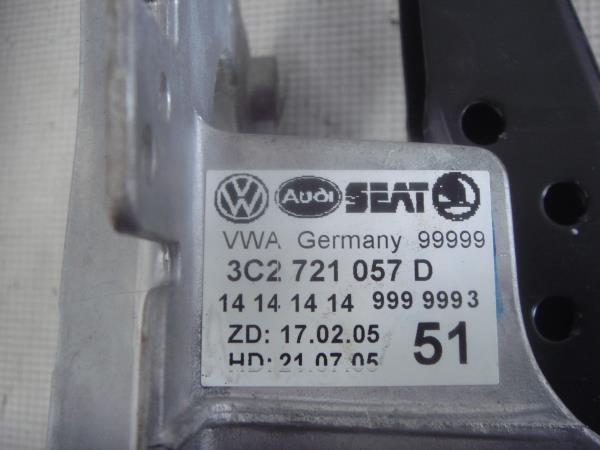 VW Audi SEAT
VWA Germany 99999
3C2 721 057 D
14 14 14 14 999 999 3
ZD: 17.02.05
HD: 21.07.05 51